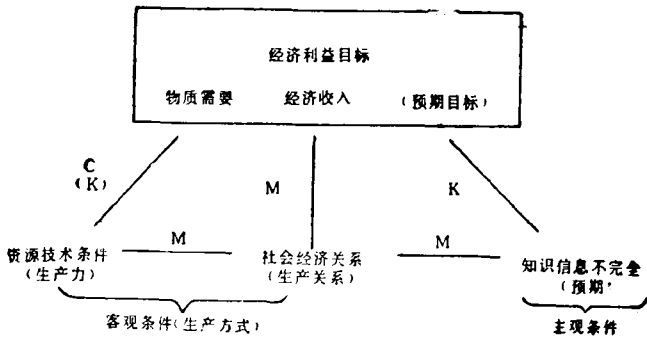 经济利益目标
物质需要 经济收入 (预期目标)
C
(K) M K
资源技术条件 M 社会经济关系 M 知识信息不完全
(生产力) (生产关系) (预期'
客观条件(生产方式) 主观条件